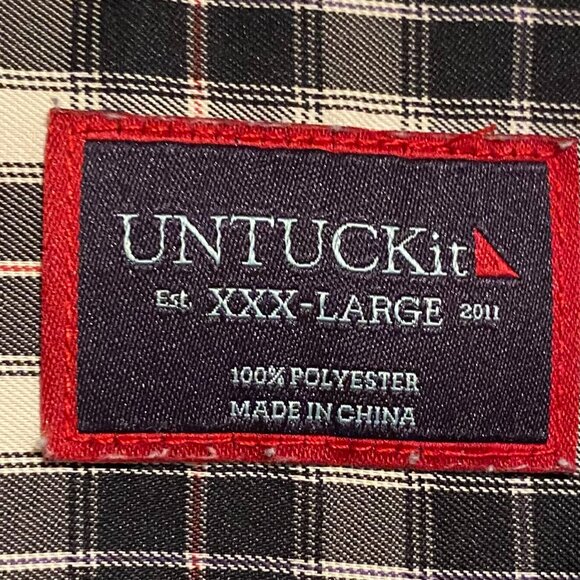 UNTUCKit
Est. XXX-LARGE 2011
100% POLYESTER
MADE IN CHINA